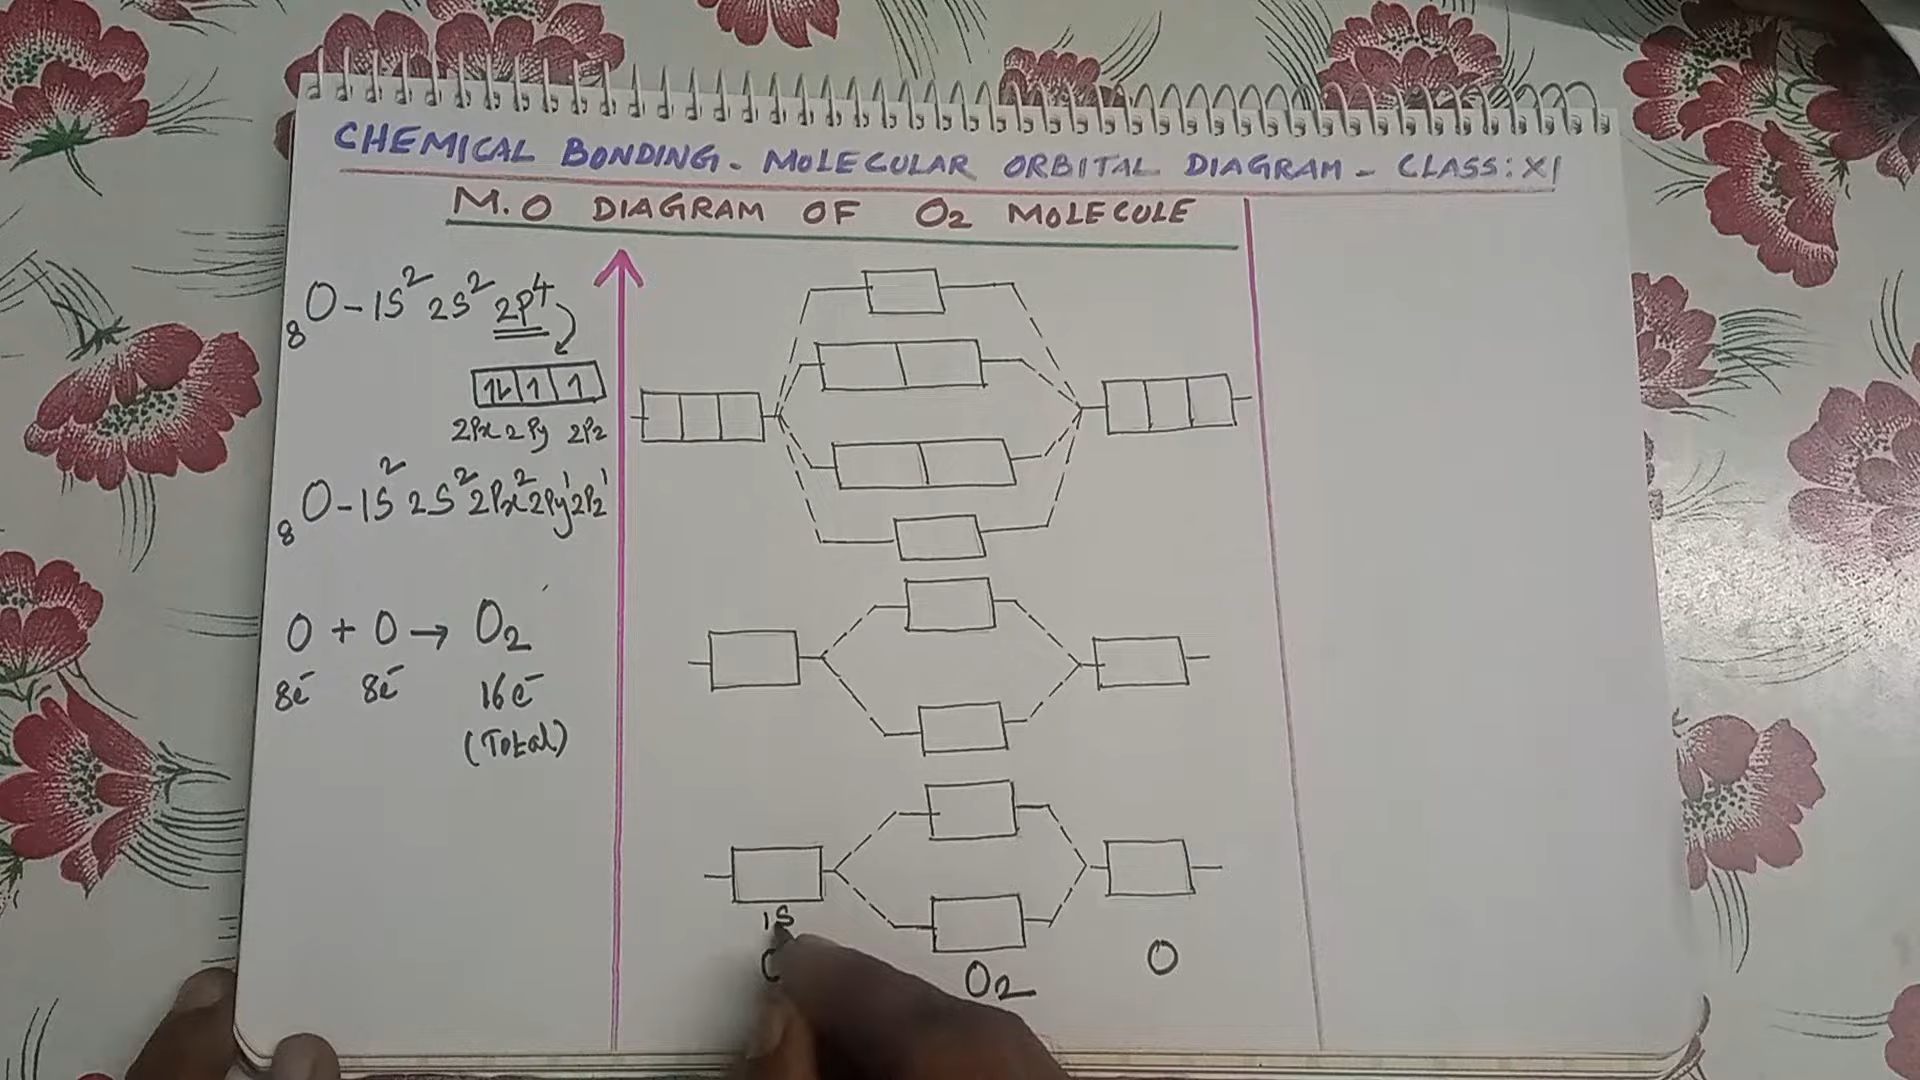 CHEMICAL BONDING - MOLECULAR ORBITAL DIAGRAM - CLASS: XI
M.O DIAGRAM OF O2 MOLECULE
₈O - 1S² 2S² 2P⁴
1⇂ 1 1
2Px 2Py 2Pz
₈O - 1S² 2S² 2Px² 2Py¹ 2Pz¹
O + O → O2
8e⁻ 8e⁻ 16e⁻
(Total)
1S
O2 O